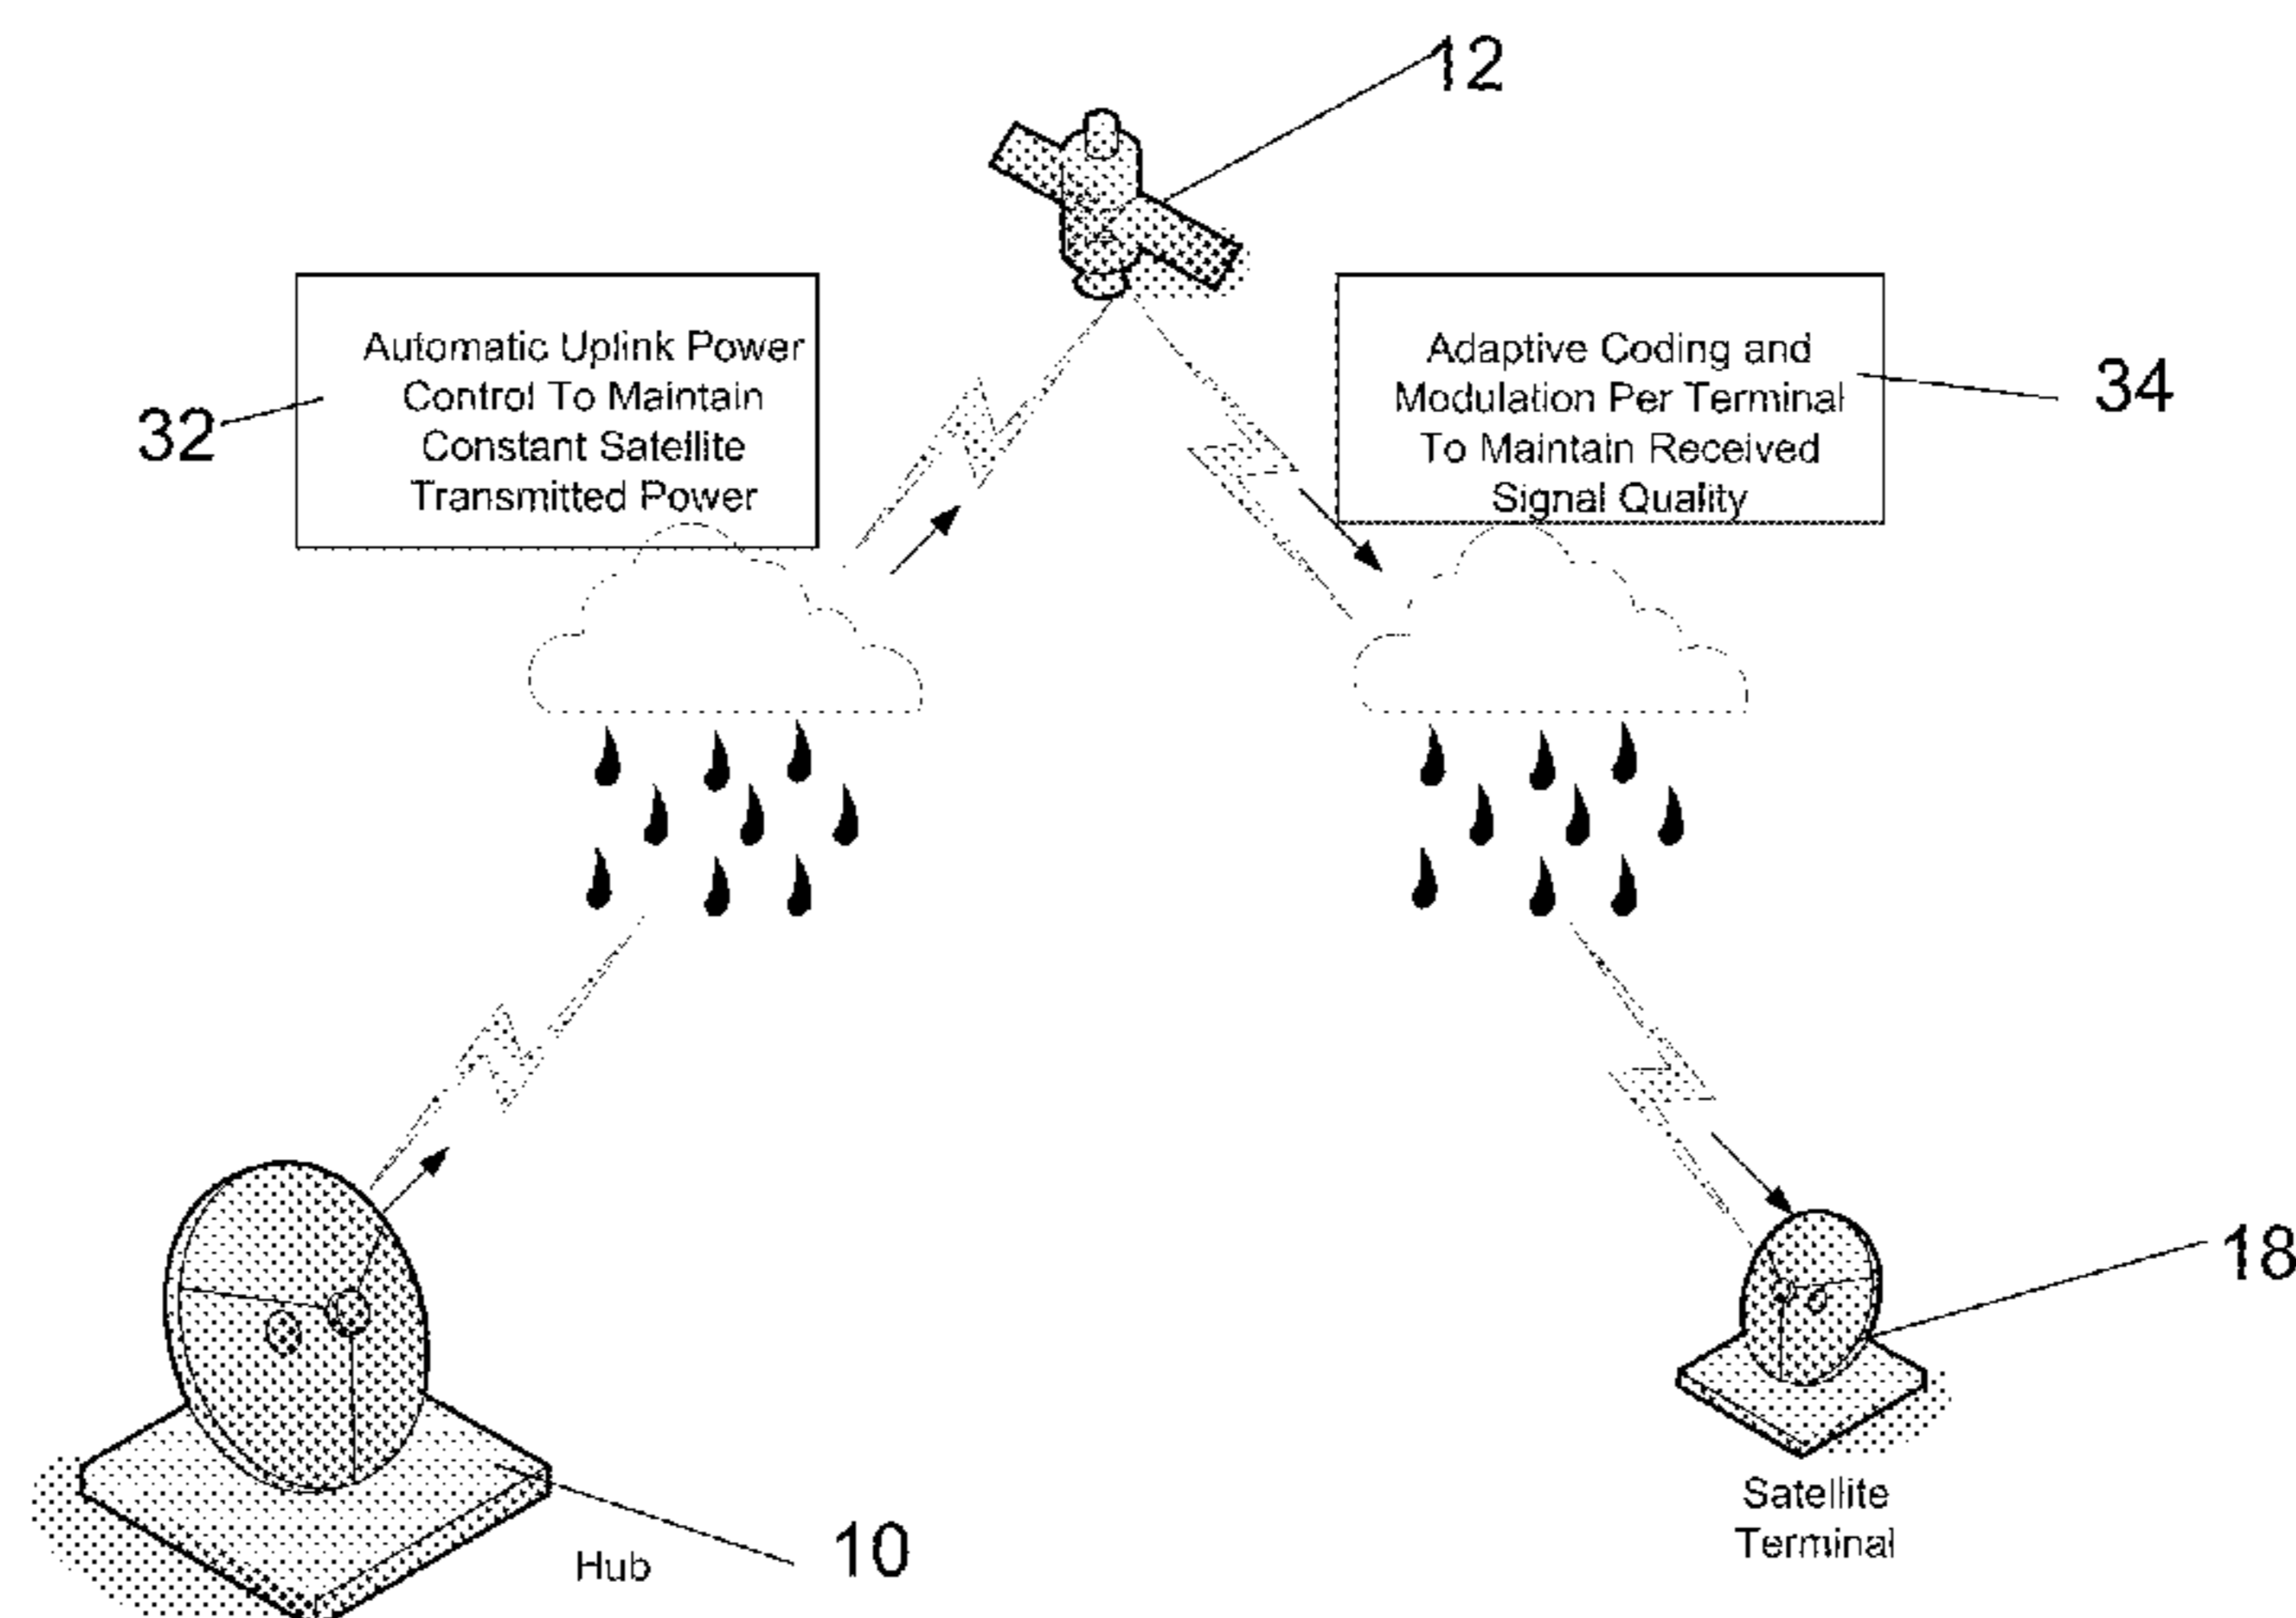 12
Automatic Uplink Power
Control To Maintain
Constant Satellite
Transmitted Power
32
Adaptive Coding and
Modulation Per Terminal
To Maintain Received
Signal Quality
34
18
Satellite
Terminal
10
Hub